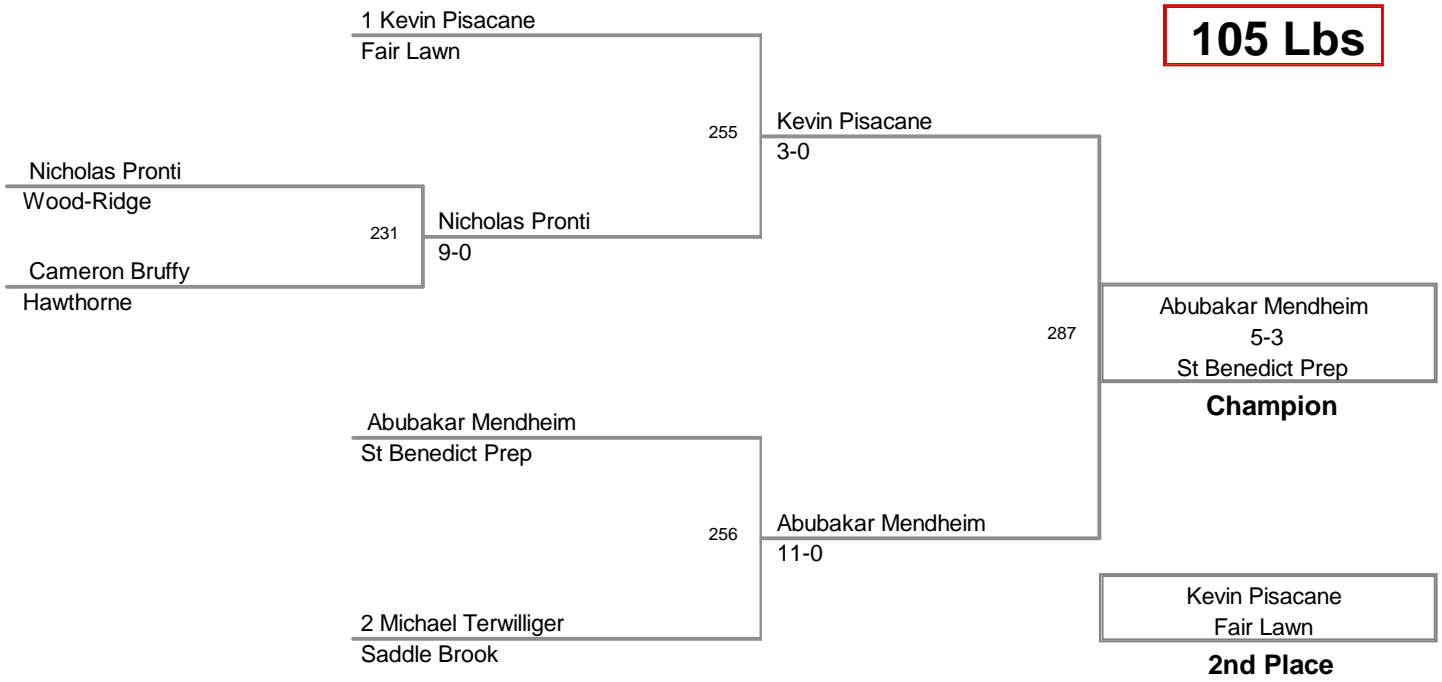 1 Kevin Pisacane
Fair Lawn
105 Lbs
255
Kevin Pisacane
3-0
Nicholas Pronti
Wood-Ridge
231
Nicholas Pronti
9-0
Cameron Bruffy
Hawthorne
287
Abubakar Mendheim
5-3
St Benedict Prep
Champion
Abubakar Mendheim
St Benedict Prep
256
Abubakar Mendheim
11-0
2 Michael Terwilliger
Saddle Brook
Kevin Pisacane
Fair Lawn
2nd Place